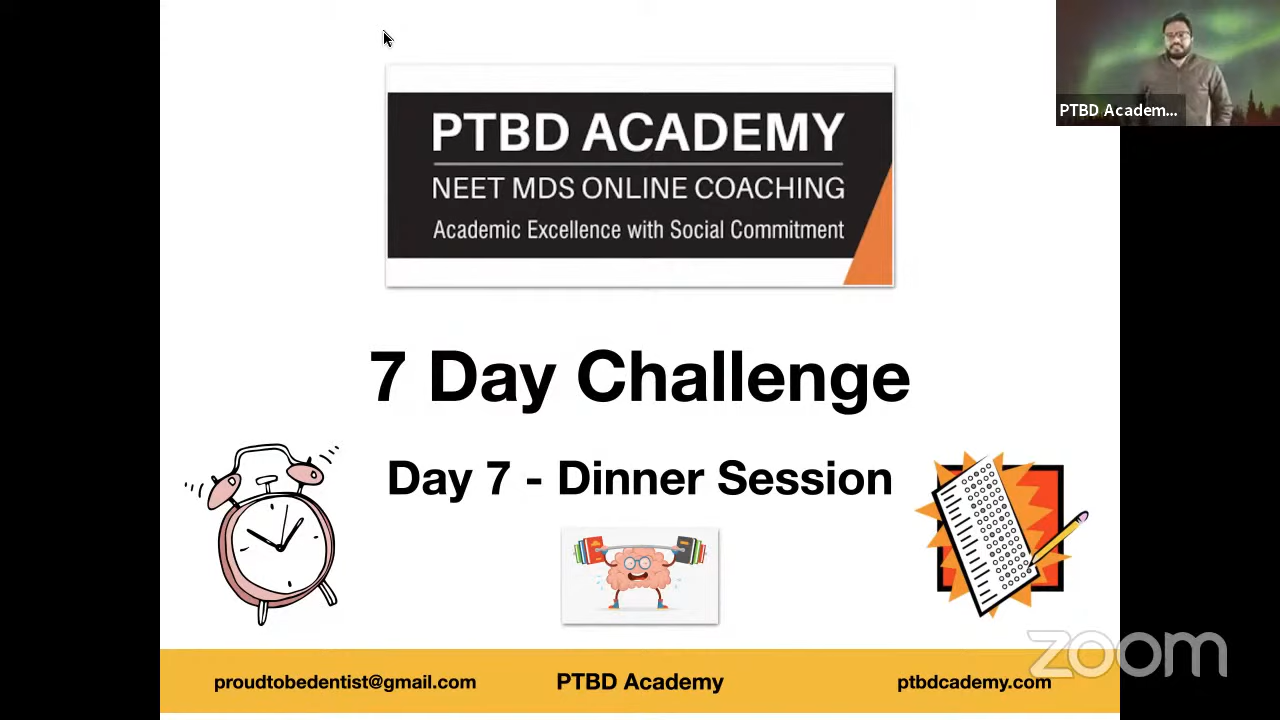 PTBD ACADEMY
NEET MDS ONLINE COACHING
Academic Excellence with Social Commitment
PTBD Academ...
7 Day Challenge
Day 7 - Dinner Session
zoom
proudtobedentist@gmail.com
PTBD Academy
ptbdcademy.com